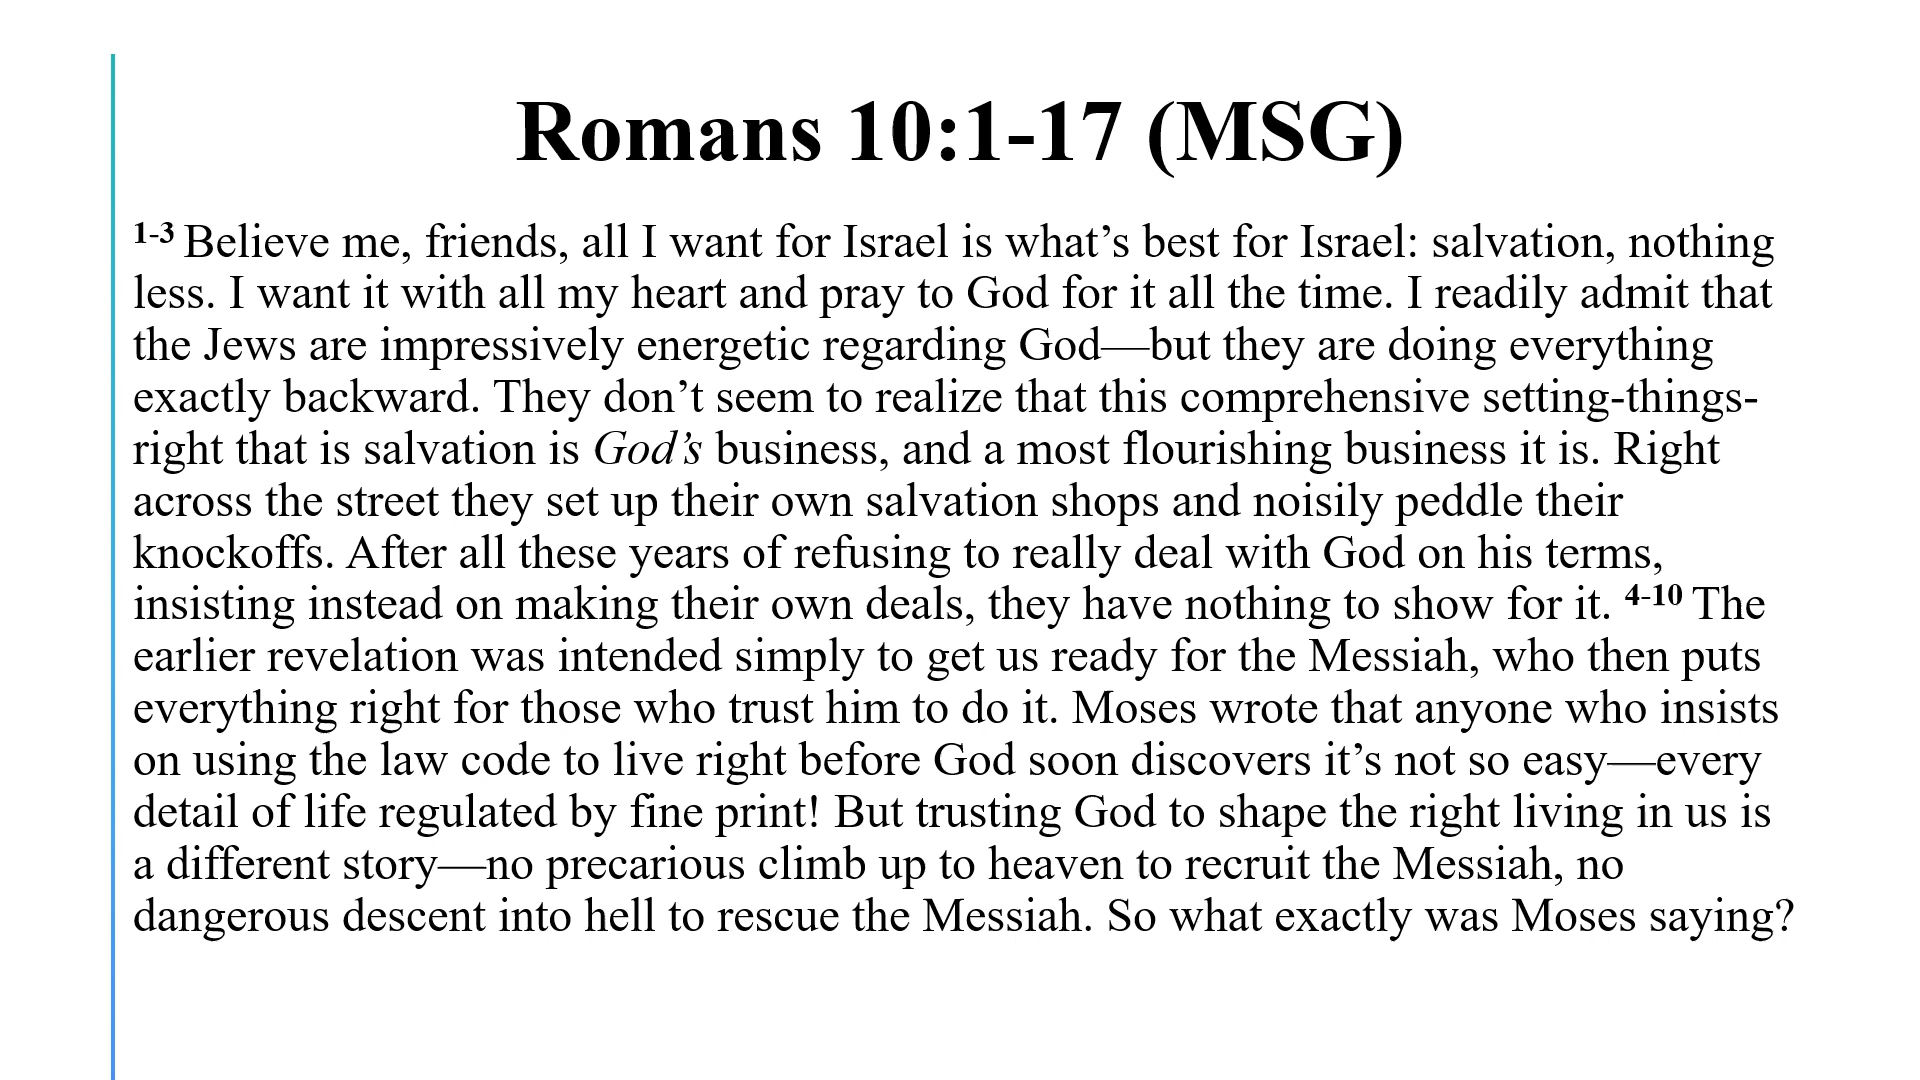 Romans 10:1-17 (MSG)
1-3 Believe me, friends, all I want for Israel is what’s best for Israel: salvation, nothing
less. I want it with all my heart and pray to God for it all the time. I readily admit that
the Jews are impressively energetic regarding God—but they are doing everything
exactly backward. They don’t seem to realize that this comprehensive setting-things-
right that is salvation is God’s business, and a most flourishing business it is. Right
across the street they set up their own salvation shops and noisily peddle their
knockoffs. After all these years of refusing to really deal with God on his terms,
insisting instead on making their own deals, they have nothing to show for it. 4-10 The
earlier revelation was intended simply to get us ready for the Messiah, who then puts
everything right for those who trust him to do it. Moses wrote that anyone who insists
on using the law code to live right before God soon discovers it’s not so easy—every
detail of life regulated by fine print! But trusting God to shape the right living in us is
a different story—no precarious climb up to heaven to recruit the Messiah, no
dangerous descent into hell to rescue the Messiah. So what exactly was Moses saying?